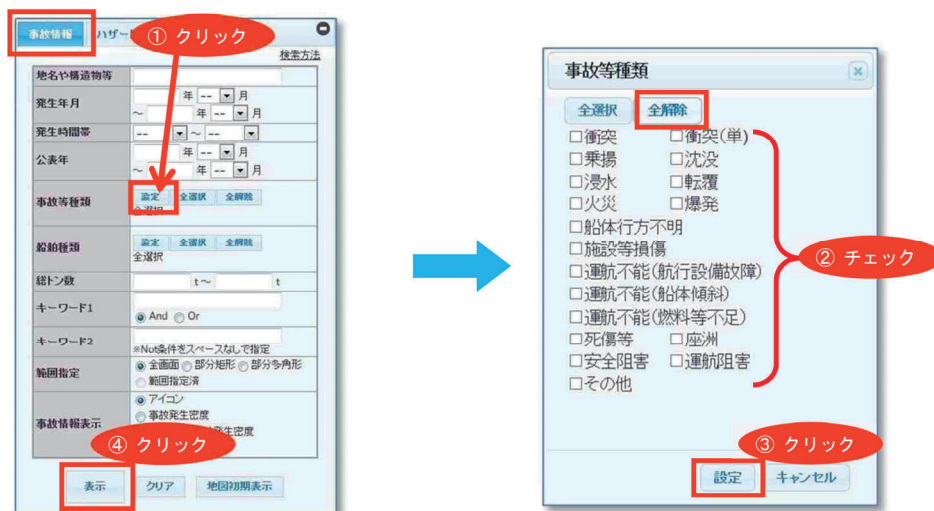 事故情報
① クリック
検索方法
地名や構造物等
発生年月
年 -- 月
～ 年 -- 月
発生時間帯
-- ～ --
公表年
年 -- 月
～ 年 -- 月
事故等種類
設定 全選択 全解除
全選択
船舶種類
設定 全選択 全解除
全選択
総トン数
t～ t
キーワード1
And Or
キーワード2
※Not条件をスペースなしで指定
範囲指定
全画面 部分矩形 部分多角形
範囲指定済
事故情報表示
アイコン
事故発生密度
④ クリック
表示 クリア 地図初期表示
事故等種類
全選択 全解除
衝突 衝突(単)
乗揚 沈没
浸水 転覆
火災 爆発
船体行方不明
施設等損傷
運航不能(航行設備故障)
運航不能(船体傾斜)
運航不能(燃料等不足)
死傷等 座洲
安全阻害 運航阻害
その他
② チェック
③ クリック
設定 キャンセル